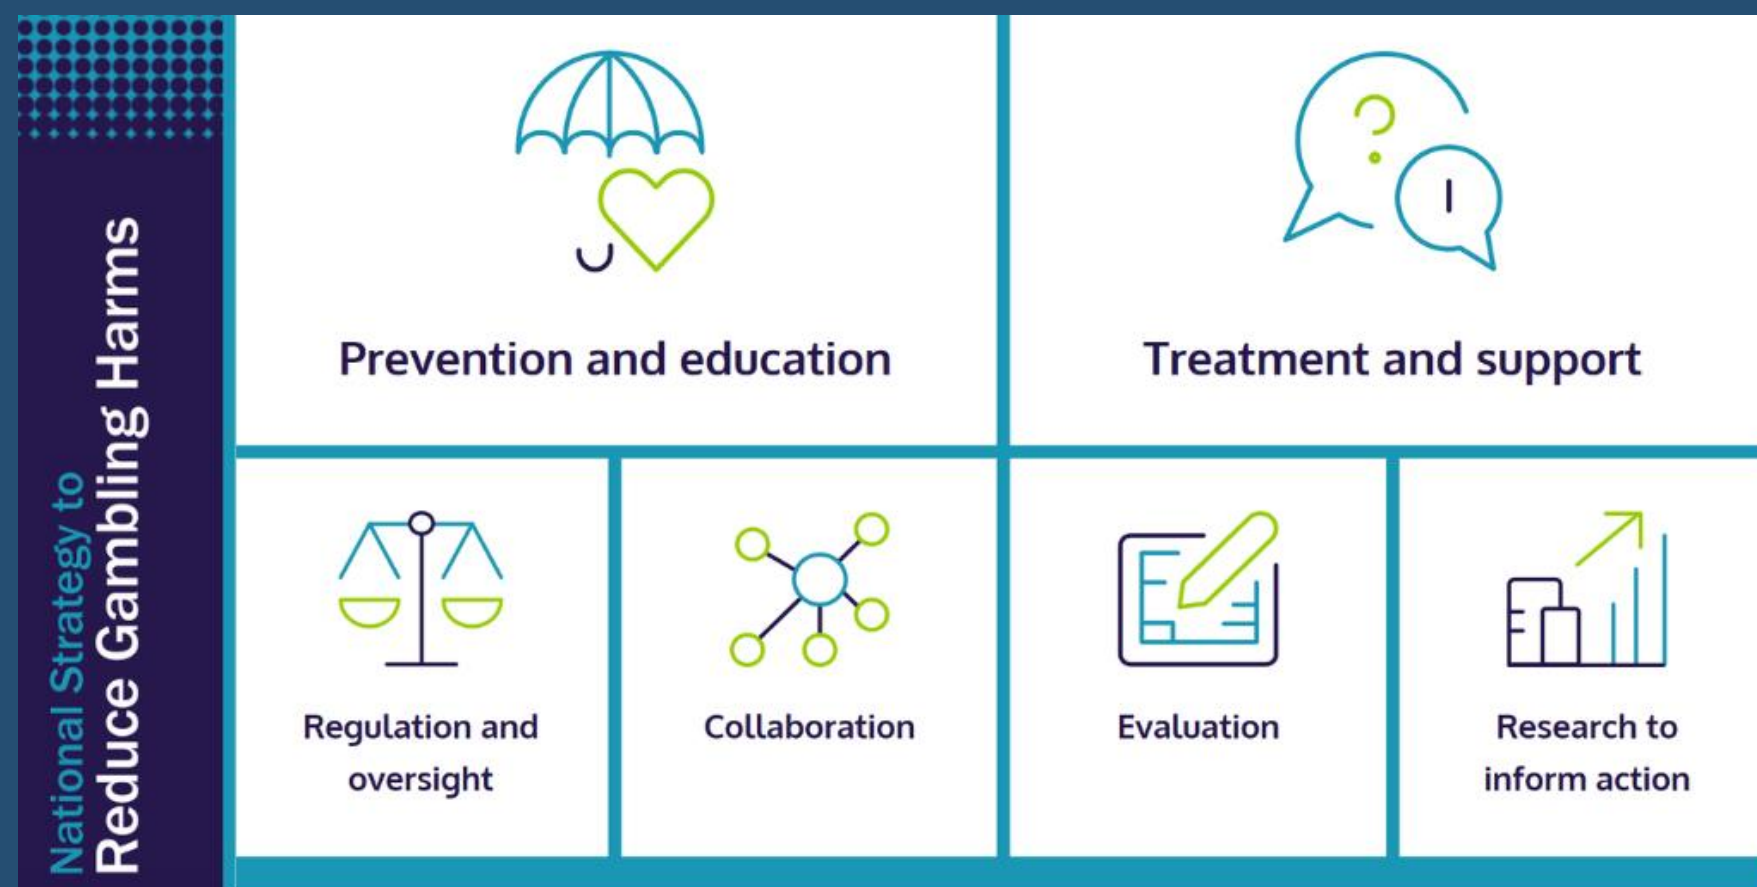 National Strategy to
Reduce Gambling Harms
Prevention and education
Treatment and support
Regulation and
oversight
Collaboration
Evaluation
Research to
inform action